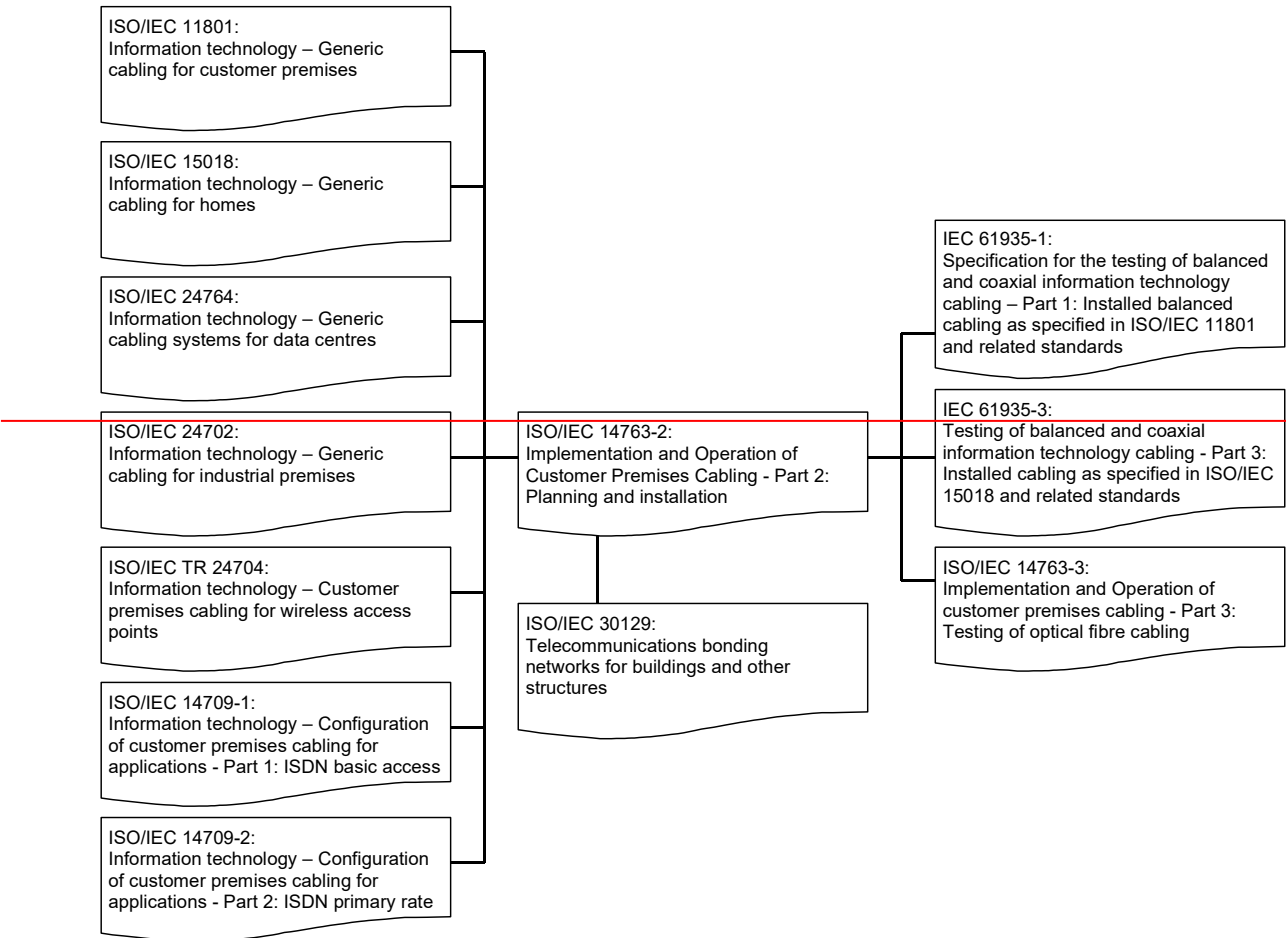 ISO/IEC 11801:
Information technology – Generic
cabling for customer premises
ISO/IEC 15018:
Information technology – Generic
cabling for homes
ISO/IEC 24764:
Information technology – Generic
cabling systems for data centres
ISO/IEC 24702:
Information technology – Generic
cabling for industrial premises
ISO/IEC TR 24704:
Information technology – Customer
premises cabling for wireless access
points
ISO/IEC 14709-1:
Information technology – Configuration
of customer premises cabling for
applications - Part 1: ISDN basic access
ISO/IEC 14709-2:
Information technology – Configuration
of customer premises cabling for
applications - Part 2: ISDN primary rate
ISO/IEC 14763-2:
Implementation and Operation of
Customer Premises Cabling - Part 2:
Planning and installation
ISO/IEC 30129:
Telecommunications bonding
networks for buildings and other
structures
IEC 61935-1:
Specification for the testing of balanced
and coaxial information technology
cabling – Part 1: Installed balanced
cabling as specified in ISO/IEC 11801
and related standards
IEC 61935-3:
Testing of balanced and coaxial
information technology cabling - Part 3:
Installed cabling as specified in ISO/IEC
15018 and related standards
ISO/IEC 14763-3:
Implementation and Operation of
customer premises cabling - Part 3:
Testing of optical fibre cabling